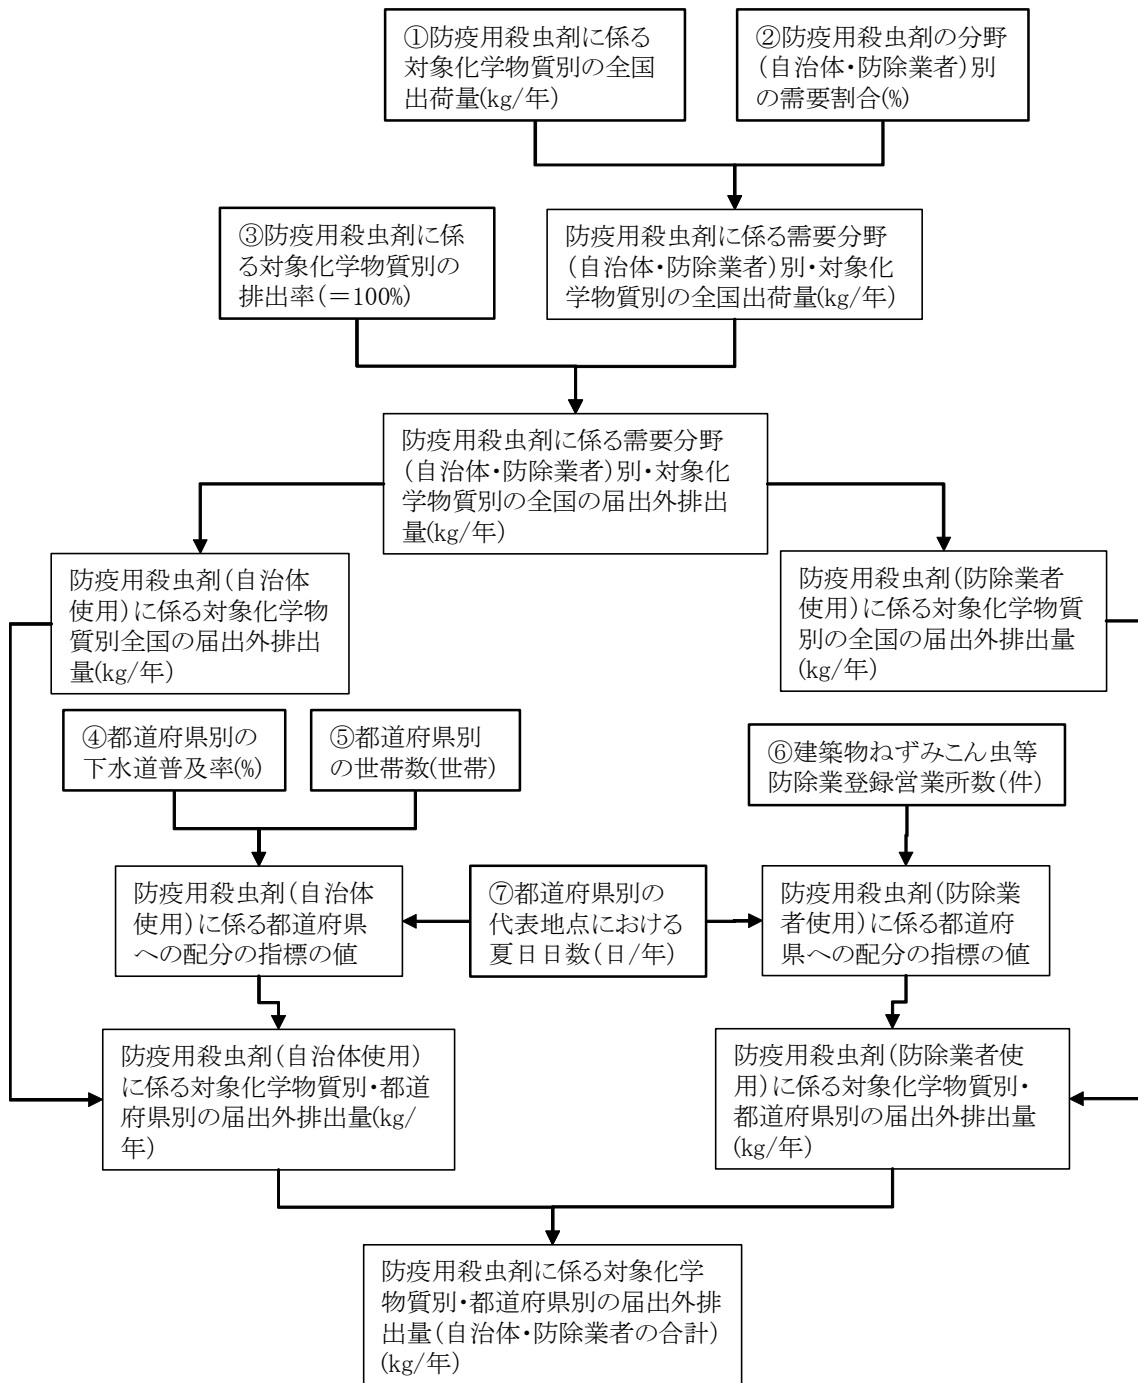 ①防疫用殺虫剤に係る
対象化学物質別の全国
出荷量(kg/年)
②防疫用殺虫剤の分野
(自治体・防除業者)別
の需要割合(%)
③防疫用殺虫剤に係
る対象化学物質別の
排出率(=100%)
防疫用殺虫剤に係る需要分野
(自治体・防除業者)別・対象化
学物質別の全国出荷量(kg/年)
防疫用殺虫剤に係る需要分野
(自治体・防除業者)別・対象化
学物質別の全国の届出外排出
量(kg/年)
防疫用殺虫剤(自治体
使用)に係る対象化学物
質別全国の届出外排出
量(kg/年)
防疫用殺虫剤(防除業者
使用)に係る対象化学物質
別の全国の届出外排出量
(kg/年)
④都道府県別の
下水道普及率(%)
⑤都道府県別
の世帯数(世帯)
⑥建築物ねずみこん虫等
防除業登録営業所数(件)
防疫用殺虫剤(自治体
使用)に係る都道府県
への配分の指標の値
⑦都道府県別の
代表地点における
夏日日数(日/年)
防疫用殺虫剤(防除業
者使用)に係る都道府
県への配分の指標の値
防疫用殺虫剤(自治体使用)
に係る対象化学物質別・都道
府県別の届出外排出量(kg/
年)
防疫用殺虫剤(防除業者使
用)に係る対象化学物質別・
都道府県別の届出外排出量
(kg/年)
防疫用殺虫剤に係る対象化学
物質別・都道府県別の届出外排
出量(自治体・防除業者の合計)
(kg/年)